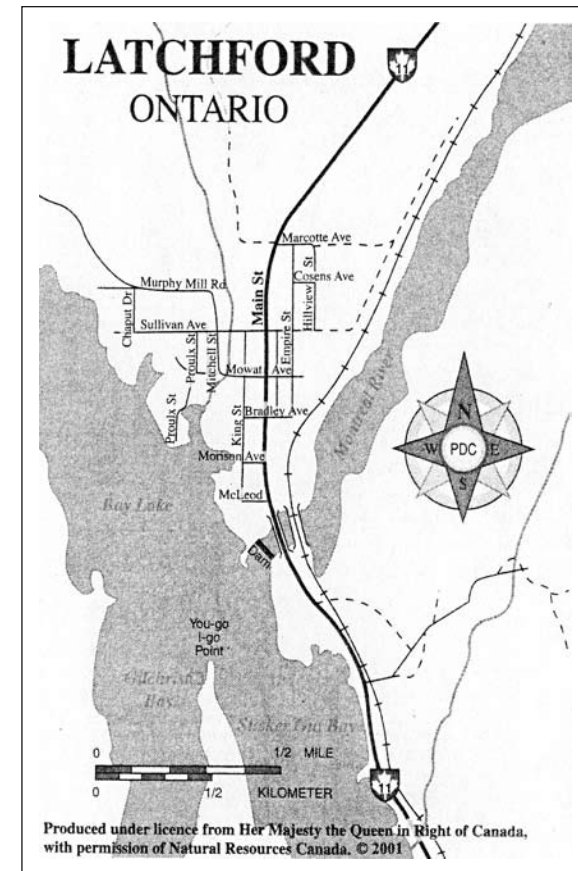 LATCHFORD
ONTARIO
11
Marcotte Ave
Cosens Ave
Hillview St
Murphy Mill Rd
Chaput Dr
Main St
Sullivan Ave
Empire St
Proulx St
Mitchell St
Mowat Ave
Montreal River
Proulx St
King St
Bradley Ave
Morison Ave
McLeod
N
W PDC E
S
Bay Lake
Dam
You-go
I-go
Point
Gilchrist
Bay
0 1/2 MILE
0 1/2 KILOMETER
11
Produced under licence from Her Majesty the Queen in Right of Canada,
with permission of Natural Resources Canada. © 2001